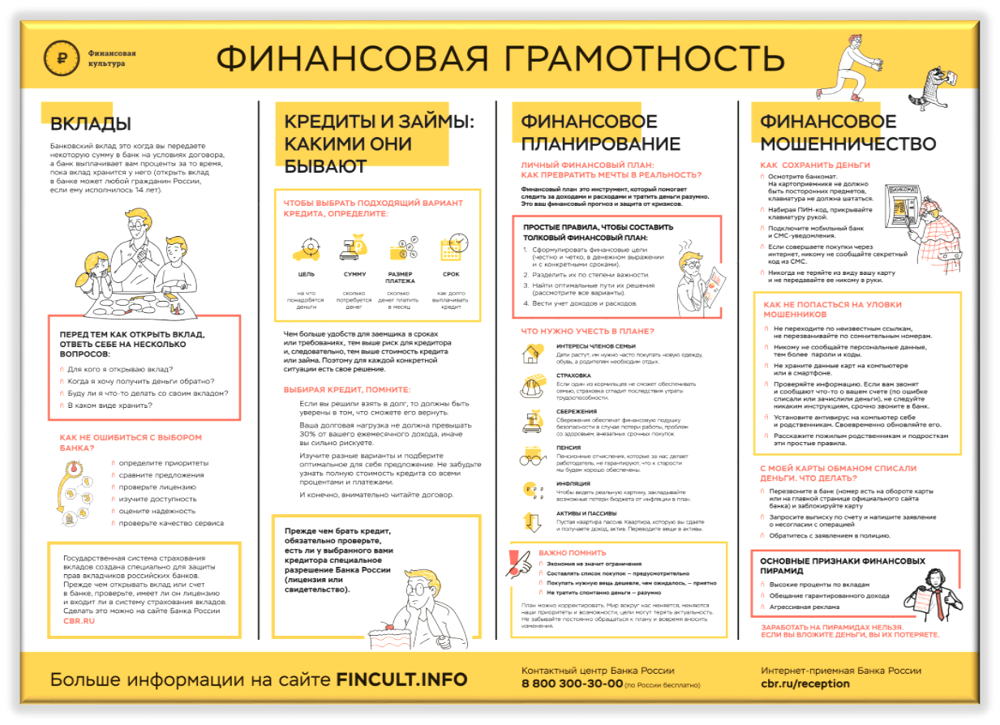 Финансовая
культура
ФИНАНСОВАЯ ГРАМОТНОСТЬ
ВКЛАДЫ
Банковский вклад это когда вы передаете
некоторую сумму в банк на условиях договора,
а банк выплачивает вам проценты за то время,
пока вклад хранится у него (открыть вклад
в банке может любой гражданин России,
если ему исполнилось 14 лет).
ПЕРЕД ТЕМ КАК ОТКРЫТЬ ВКЛАД,
ОТВЕТЬ СЕБЕ НА НЕСКОЛЬКО
ВОПРОСОВ:
Для кого я открываю вклад?
Когда я хочу получить деньги обратно?
Буду ли я что-то делать со своим вкладом?
В каком виде хранить?
КАК НЕ ОШИБИТЬСЯ С ВЫБОРОМ
БАНКА?
определите приоритеты
сравните предложения
проверьте лицензию
изучите доступность
оцените надежность
проверьте качество сервиса
Государственная система страхования
вкладов создана специально для защиты
прав вкладчиков российских банков.
Прежде чем открывать вклад или счет
в банке, проверьте, имеет ли он лицензию
и входит ли в систему страхования вкладов.
Сделать это можно на сайте Банка России
CBR.RU
КРЕДИТЫ И ЗАЙМЫ:
КАКИМИ ОНИ
БЫВАЮТ
ЧТОБЫ ВЫБРАТЬ ПОДХОДЯЩИЙ ВАРИАНТ
КРЕДИТА, ОПРЕДЕЛИТЕ:
ЦЕЛЬ
на что
понадобятся
деньги
СУММУ
сколько
потребуется
денег
РАЗМЕР
ПЛАТЕЖА
сколько
денег платить
в месяц
СРОК
как долго
выплачивать
кредит
Чем больше удобств для заемщика в сроках
или требованиях, тем выше риск для кредитора
и, следовательно, тем выше стоимость кредита
или займа. Поэтому для каждой конкретной
ситуации есть свое решение.
ВЫБИРАЯ КРЕДИТ, ПОМНИТЕ:
Если вы решили взять в долг, то должны быть
уверены в том, что сможете его вернуть.
Ваша долговая нагрузка не должна превышать
30% от вашего ежемесячного дохода, иначе
вы сильно рискуете.
Изучите разные варианты и подберите
оптимальное для себя предложение. Не забудьте
узнать полную стоимость кредита со всеми
процентами и платежами.
И конечно, внимательно читайте договор.
Прежде чем брать кредит,
обязательно проверьте,
есть ли у выбранного вами
кредитора специальное
разрешение Банка России
(лицензия или
свидетельство).
ФИНАНСОВОЕ
ПЛАНИРОВАНИЕ
ЛИЧНЫЙ ФИНАНСОВЫЙ ПЛАН:
КАК ПРЕВРАТИТЬ МЕЧТЫ В РЕАЛЬНОСТЬ?
Финансовый план это инструмент, который помогает
следить за доходами и расходами и тратить деньги разумно.
Это ваш финансовый прогноз и защита от кризисов.
ПРОСТЫЕ ПРАВИЛА, ЧТОБЫ СОСТАВИТЬ
ТОЛКОВЫЙ ФИНАНСОВЫЙ ПЛАН:
1. Сформулировать финансовые цели
(честно и четко, в денежном выражении
и с конкретными сроками).
2. Разделить их по степени важности.
3. Найти оптимальные пути их решения
(рассмотрите все варианты).
4. Вести учет доходов и расходов.
ЧТО НУЖНО УЧЕСТЬ В ПЛАНЕ?
ИНТЕРЕСЫ ЧЛЕНОВ СЕМЬИ
Дети растут, им нужно часто покупать новую одежду,
обувь, а родителям необходим отдых.
СТРАХОВКА
Если один из кормильцев не сможет обеспечивать
семью, страховка сгладит последствия утраты
трудоспособности.
СБЕРЕЖЕНИЯ
Сбережения обеспечат финансовую подушку
безопасности в случае потери работы, проблем
со здоровьем, внезапных срочных покупок.
ПЕНСИЯ
Пенсионные отчисления, которые за нас делает
работодатель, не гарантируют, что к старости
мы будем хорошо обеспечены.
ИНФЛЯЦИЯ
Чтобы видеть реальную картину, закладывайте
возможные потери бюджета от инфляции в план.
АКТИВЫ И ПАССИВЫ
Пустая квартира пассив. Квартира, которую вы сдаете
и получаете доход, актив. Переводите вещи в активы.
ВАЖНО ПОМНИТЬ
Экономия не значит ограничения
Составлять список покупок – предусмотрительно
Покупать нужную вещь дешевле, чем ожидалось, – приятно
Не тратить спонтанно деньги – разумно
План можно корректировать. Мир вокруг нас меняется, меняются
наши приоритеты и возможности, цели могут терять актуальность.
Не забывайте постоянно обращаться к плану и вовремя вносить
изменения.
ФИНАНСОВОЕ
МОШЕННИЧЕСТВО
КАК СОХРАНИТЬ ДЕНЬГИ
Осмотрите банкомат.
На картоприемнике не должно
быть посторонних предметов,
клавиатура не должна шататься.
Набирая ПИН-код, прикрывайте
клавиатуру рукой.
Подключите мобильный банк
и СМС-уведомления.
Если совершаете покупки через
интернет, никому не сообщайте секретный
код из СМС.
Никогда не теряйте из виду вашу карту
и не передавайте ее никому в руки.
БАНКОМАТ
КАК НЕ ПОПАСТЬСЯ НА УЛОВКИ
МОШЕННИКОВ
Не переходите по неизвестным ссылкам,
не перезванивайте по сомнительным номерам.
Никому не сообщайте персональные данные,
тем более пароли и коды.
Не храните данные карт на компьютере
или в смартфоне.
Проверяйте информацию. Если вам звонят
и сообщают что-то о вашем счете (по ошибке
списали или зачислили деньги), не следуйте
никаким инструкциям, срочно звоните в банк.
Установите антивирус на компьютер себе
и родственникам. Своевременно обновляйте его.
Расскажите пожилым родственникам и подросткам
эти простые правила.
С МОЕЙ КАРТЫ ОБМАНОМ СПИСАЛИ
ДЕНЬГИ. ЧТО ДЕЛАТЬ?
Перезвоните в банк (номер есть на обороте карты
или на главной странице официального сайта
банка) и заблокируйте карту
Запросите выписку по счету и напишите заявление
о несогласии с операцией
Обратитесь с заявлением в полицию.
ОСНОВНЫЕ ПРИЗНАКИ ФИНАНСОВЫХ
ПИРАМИД
Высокие проценты по вкладам
Обещание гарантированного дохода
Агрессивная реклама
ЗАРАБОТАТЬ НА ПИРАМИДАХ НЕЛЬЗЯ.
ЕСЛИ ВЫ ВЛОЖИТЕ ДЕНЬГИ, ВЫ ИХ ПОТЕРЯЕТЕ.
Больше информации на сайте FINCULT.INFO
Контактный центр Банка России
8 800 300-30-00 (по России бесплатно)
Интернет-приемная Банка России
cbr.ru/reception